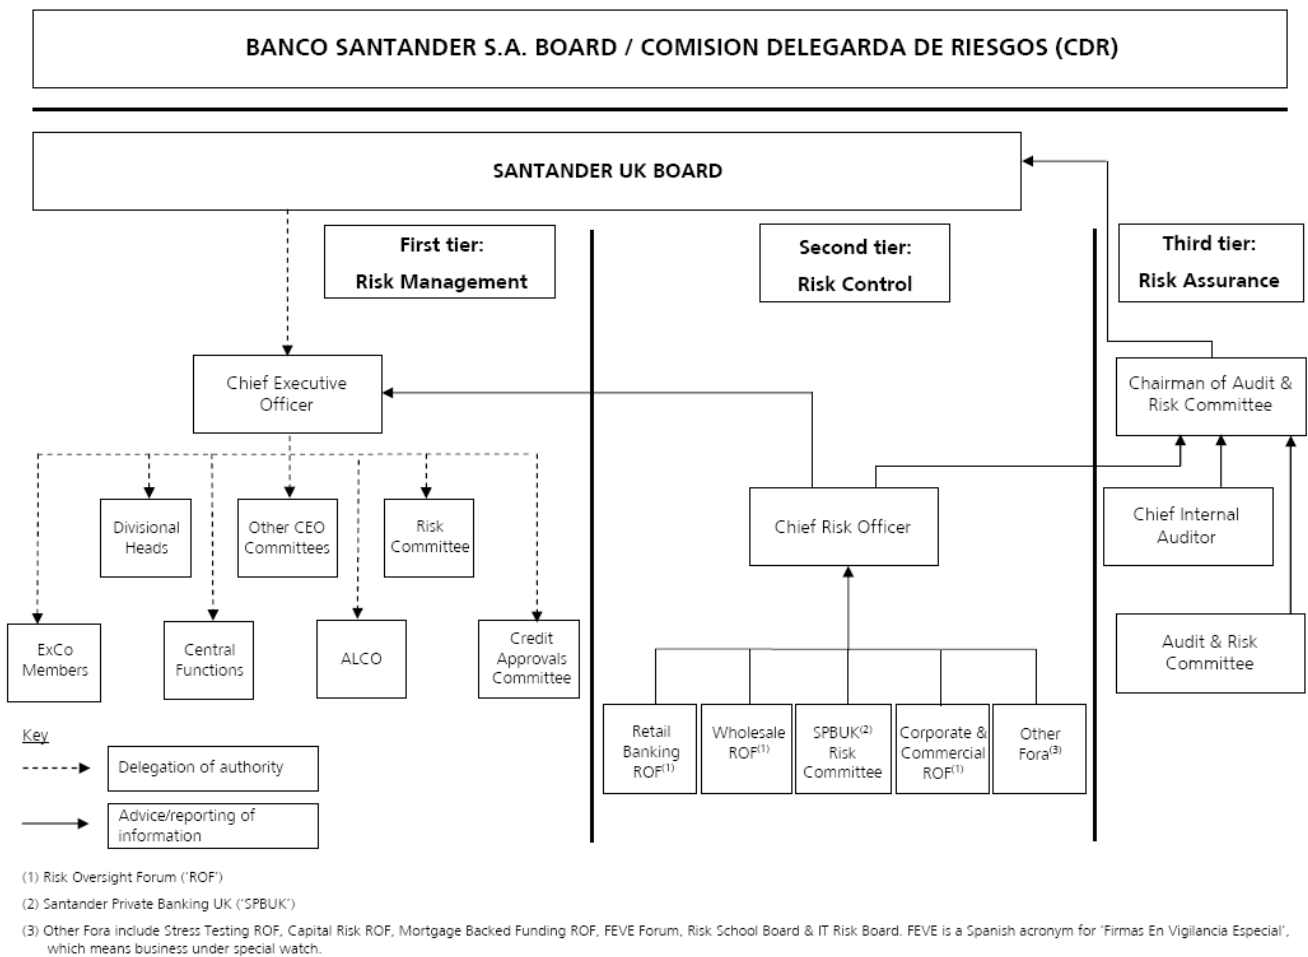 BANCO SANTANDER S.A. BOARD / COMISION DELEGARDA DE RIESGOS (CDR)
SANTANDER UK BOARD
First tier:
Risk Management
Second tier:
Risk Control
Third tier:
Risk Assurance
Chief Executive
Officer
Chairman of Audit &
Risk Committee
Divisional
Heads
Other CEO
Committees
Risk
Committee
Chief Risk Officer
Chief Internal
Auditor
ExCo
Members
Central
Functions
ALCO
Credit
Approvals
Committee
Audit & Risk
Committee
Retail
Banking
ROF(1)
Wholesale
ROF(1)
SPBUK(2)
Risk
Committee
Corporate &
Commercial
ROF(1)
Other
Fora(3)
Key
Delegation of authority
Advice/reporting of
information
(1) Risk Oversight Forum ('ROF')
(2) Santander Private Banking UK ('SPBUK')
(3) Other Fora include Stress Testing ROF, Capital Risk ROF, Mortgage Backed Funding ROF, FEVE Forum, Risk School Board & IT Risk Board. FEVE is a Spanish acronym for 'Firmas En Vigilancia Especial',
which means business under special watch.